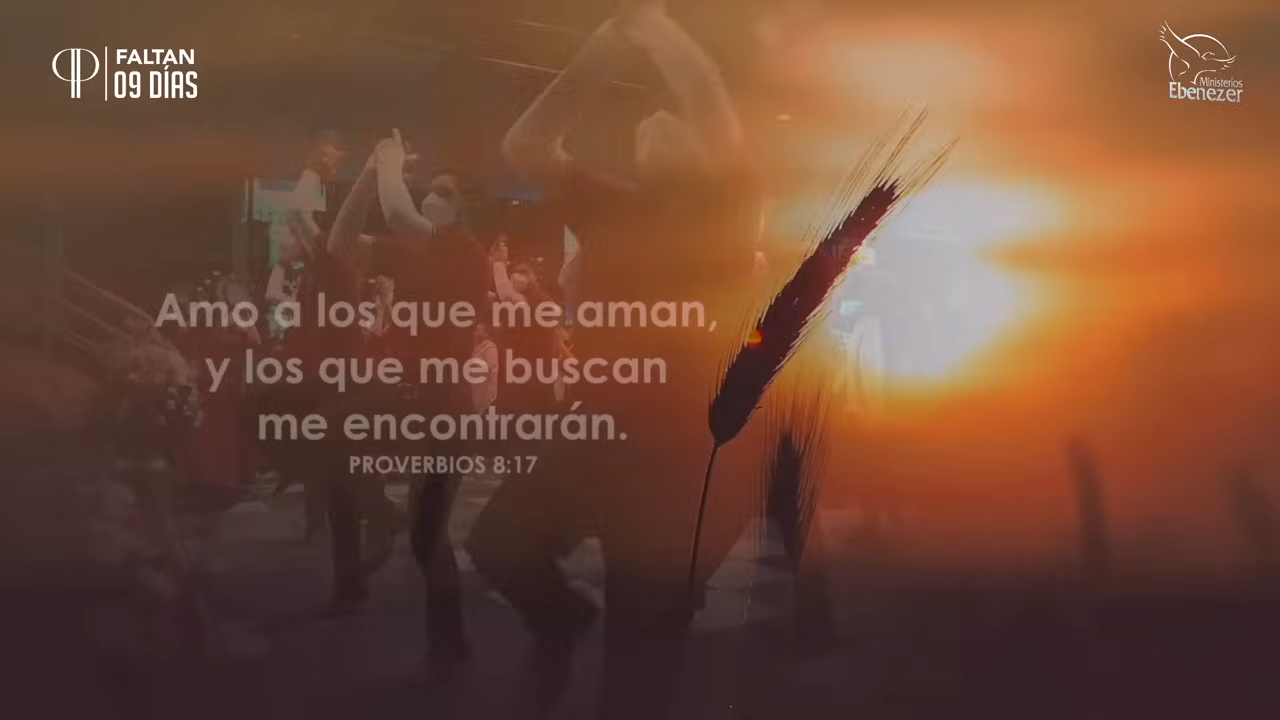 FALTAN
09 DÍAS
Ministerios
Ebenezer
Amo a los que me aman,
y los que me buscan
me encontrarán.
PROVERBIOS 8:17